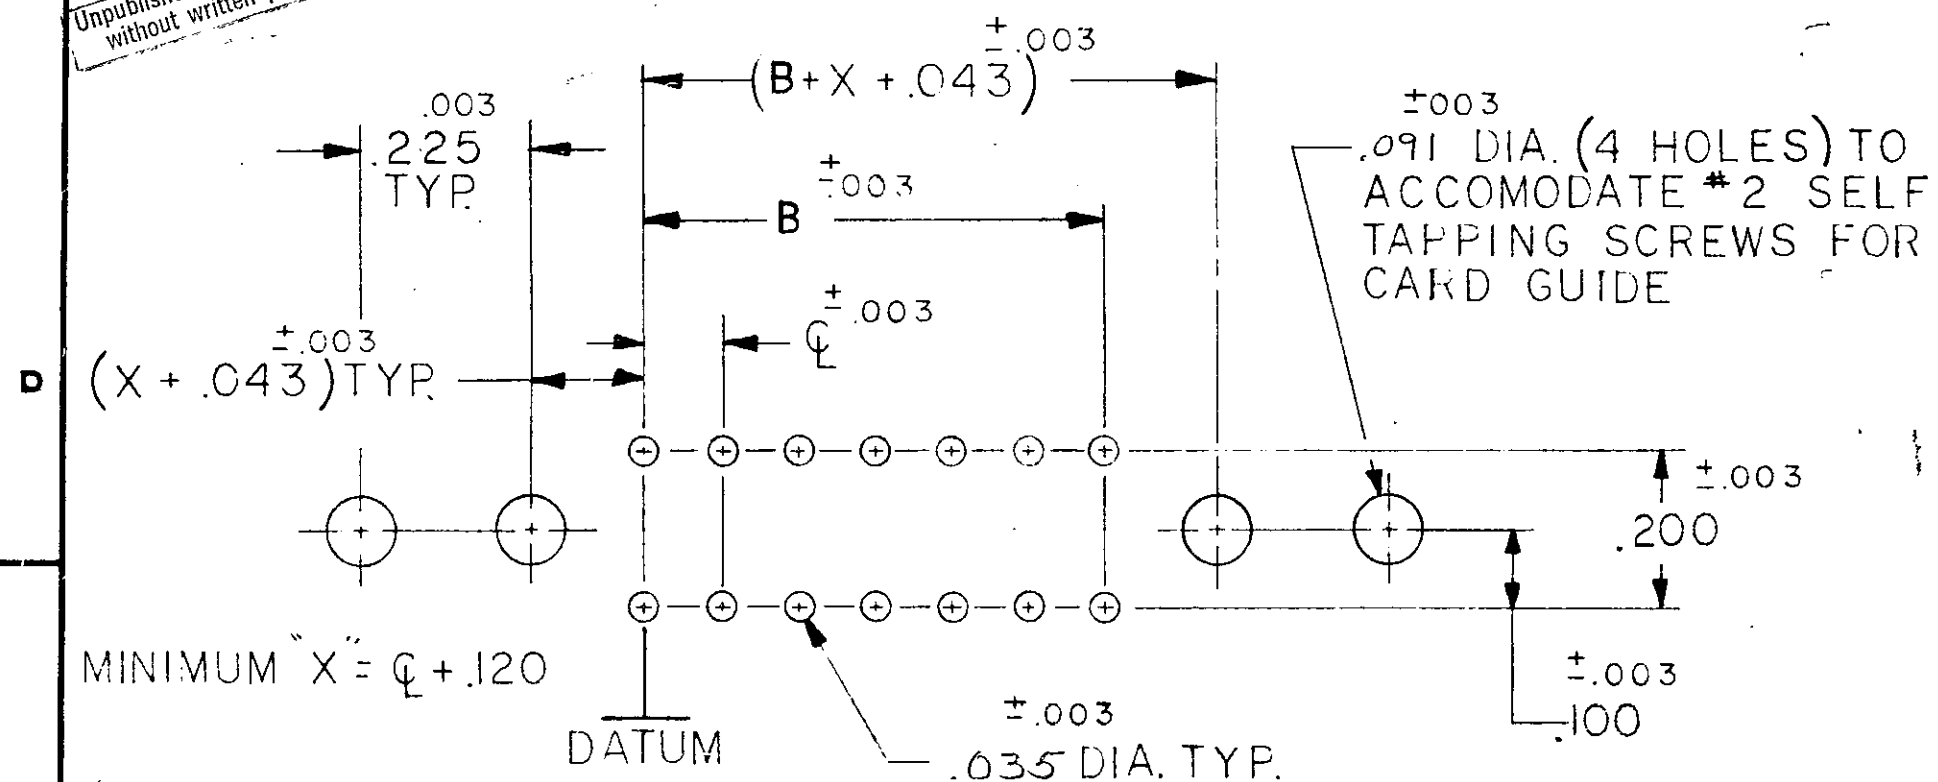 Unpublish
without written
±.003
(B+X +.043)
.003
.225
TYP.
±.003
B
±003
.091 DIA. (4 HOLES) TO
ACCOMODATE #2 SELF
TAPPING SCREWS FOR
CARD GUIDE
±.003
℄
±.003
(X + .043) TYP.
D
±.003
.200
MINIMUM "X" = ℄ + .120
±.003
.100
DATUM
±.003
.035 DIA. TYP.